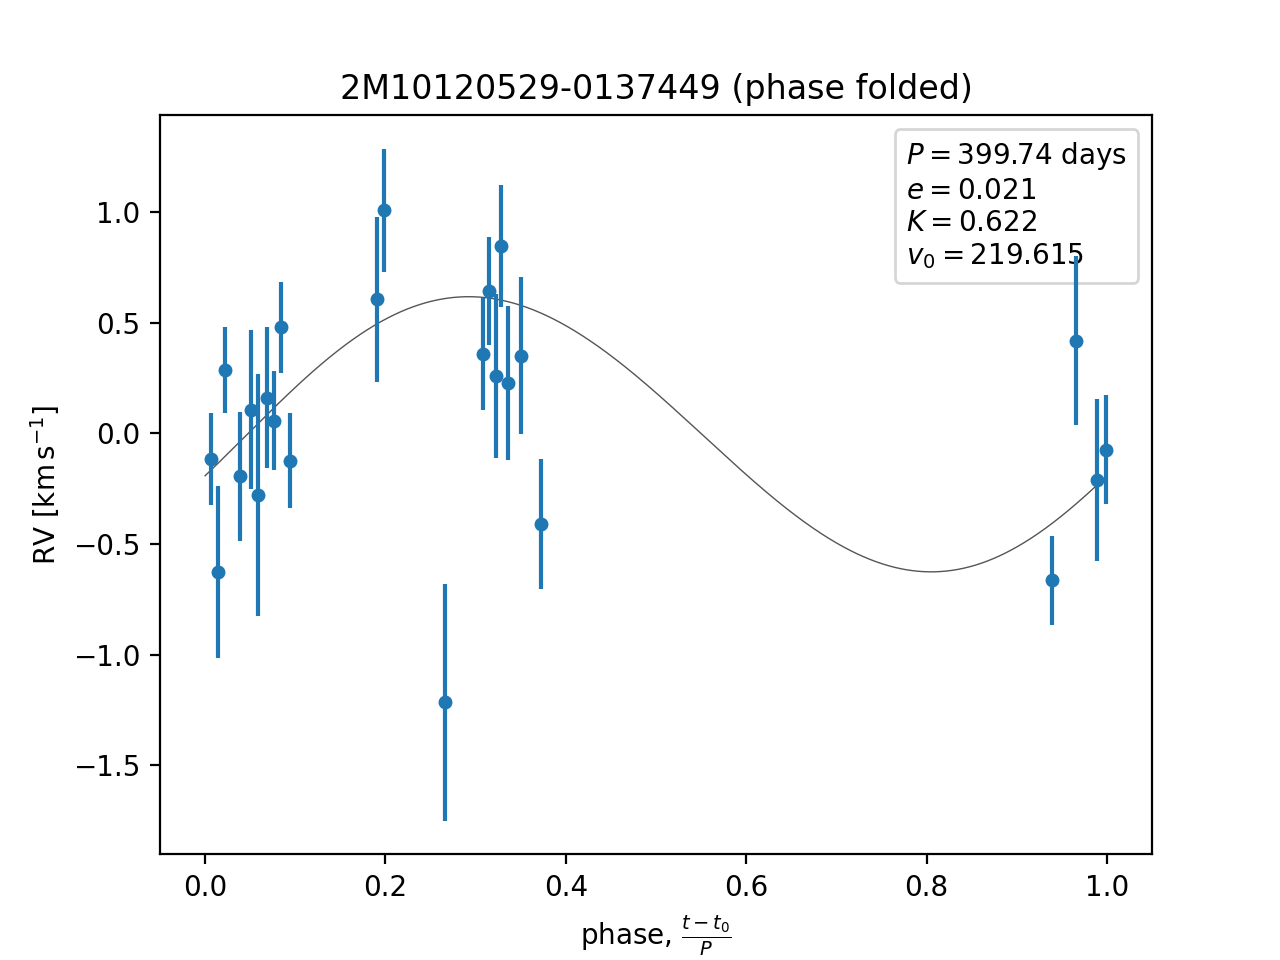 2M10120529-0137449 (phase folded)
P = 399.74 days
e = 0.021
K = 0.622
v₀ = 219.615
RV [km s⁻¹]
1.0
0.5
0.0
−0.5
−1.0
−1.5
0.0 0.2 0.4 0.6 0.8 1.0
phase, (t − t₀)/P